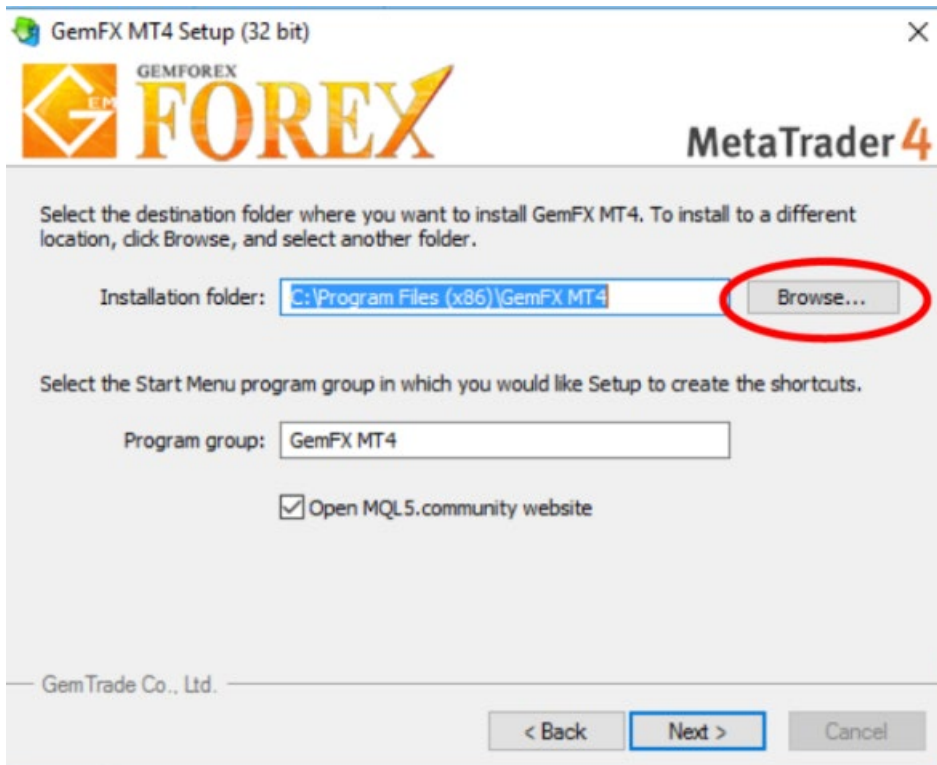 GemFX MT4 Setup (32 bit)
GEMFOREX
GEM
FOREX
MetaTrader 4
Select the destination folder where you want to install GemFX MT4. To install to a different
location, click Browse, and select another folder.
Installation folder: C:\Program Files (x86)\GemFX MT4 Browse...
Select the Start Menu program group in which you would like Setup to create the shortcuts.
Program group: GemFX MT4
Open MQL5.community website
GemTrade Co., Ltd.
< Back Next > Cancel